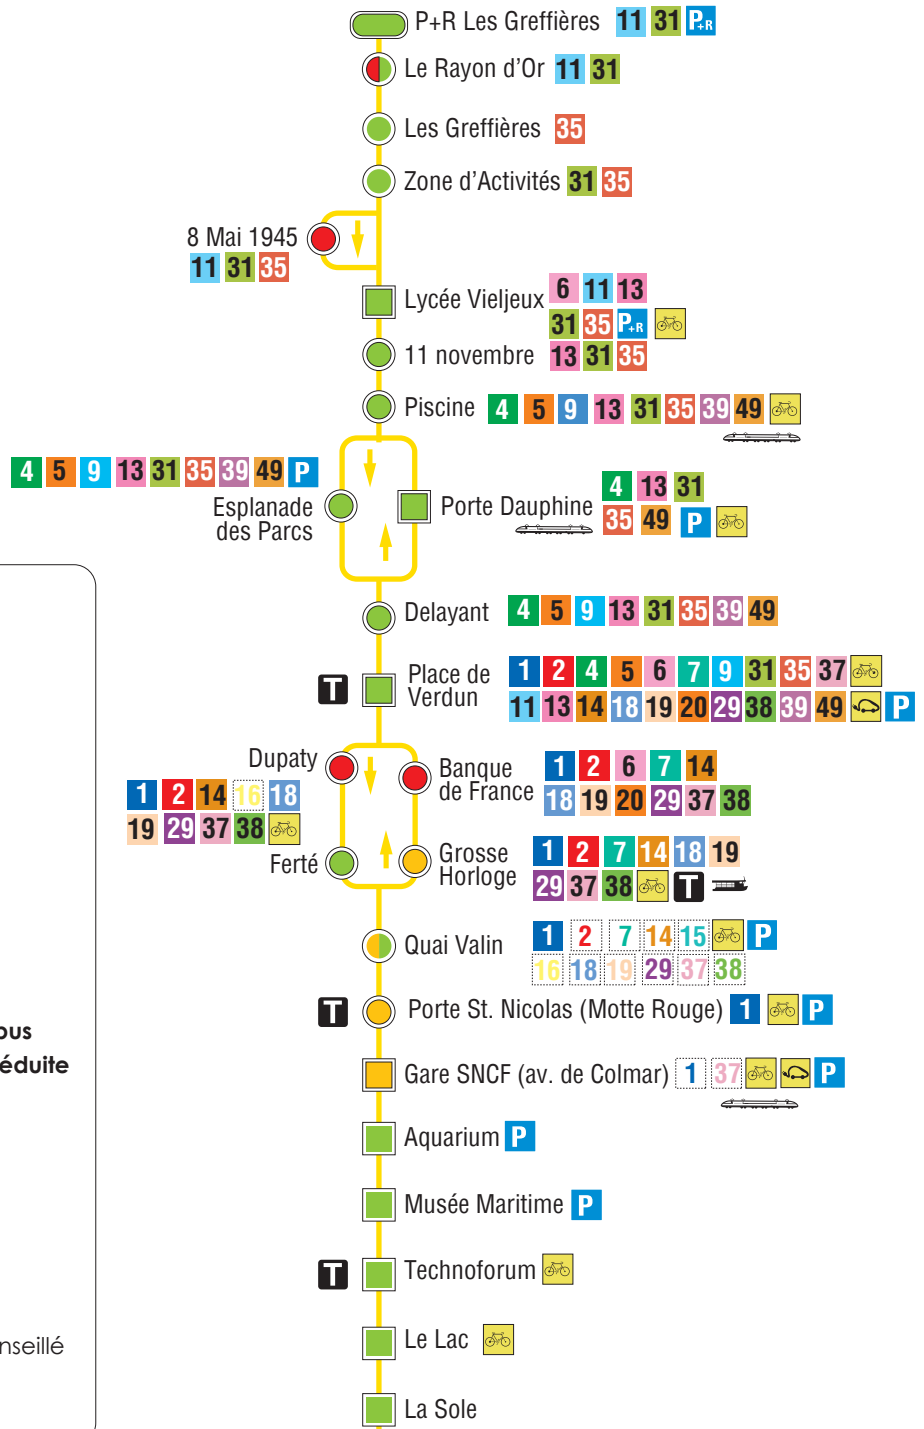 P+R Les Greffières 11 31 P+R
Le Rayon d'Or 11 31
Les Greffières 35
Zone d'Activités 31 35
8 Mai 1945
11 31 35
Lycée Vieljeux 6 11 13
31 35 P+R
11 novembre 13 31 35
Piscine 4 5 9 13 31 35 39 49
4 5 9 13 31 35 39 49 P
Esplanade
des Parcs
Porte Dauphine 4 13 31
35 49 P
Delayant 4 5 9 13 31 35 39 49
T Place de
Verdun
1 2 4 5 6 7 9 31 35 37
11 13 14 18 19 20 29 38 39 49 P
Dupaty
1 2 14 16 18
19 29 37 38
Banque
de France
1 2 6 7 14
18 19 20 29 37 38
Ferté
Grosse
Horloge
1 2 7 14 18 19
29 37 38 T
Quai Valin 1 2 7 14 15 P
16 18 19 29 37 38
T Porte St. Nicolas (Motte Rouge) 1 P
Gare SNCF (av. de Colmar) 1 37 P
Aquarium P
Musée Maritime P
T Technoforum
Le Lac
La Sole
ous
éduite
nseillé